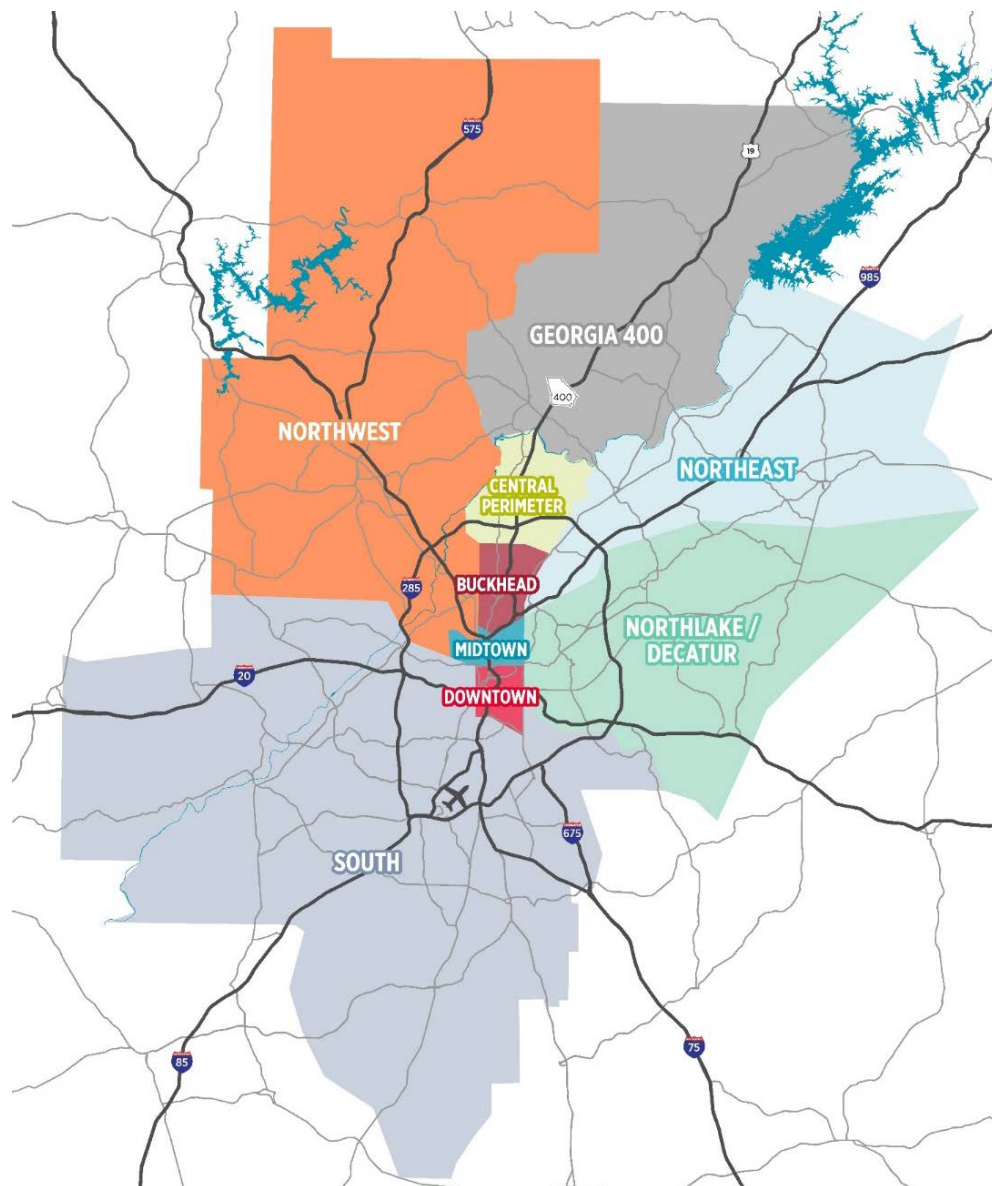 575
19
985
GEORGIA 400
400
NORTHWEST
NORTHEAST
CENTRAL
PERIMETER
285
BUCKHEAD
NORTHLAKE /
DECATUR
MIDTOWN
20
DOWNTOWN
675
SOUTH
85
75